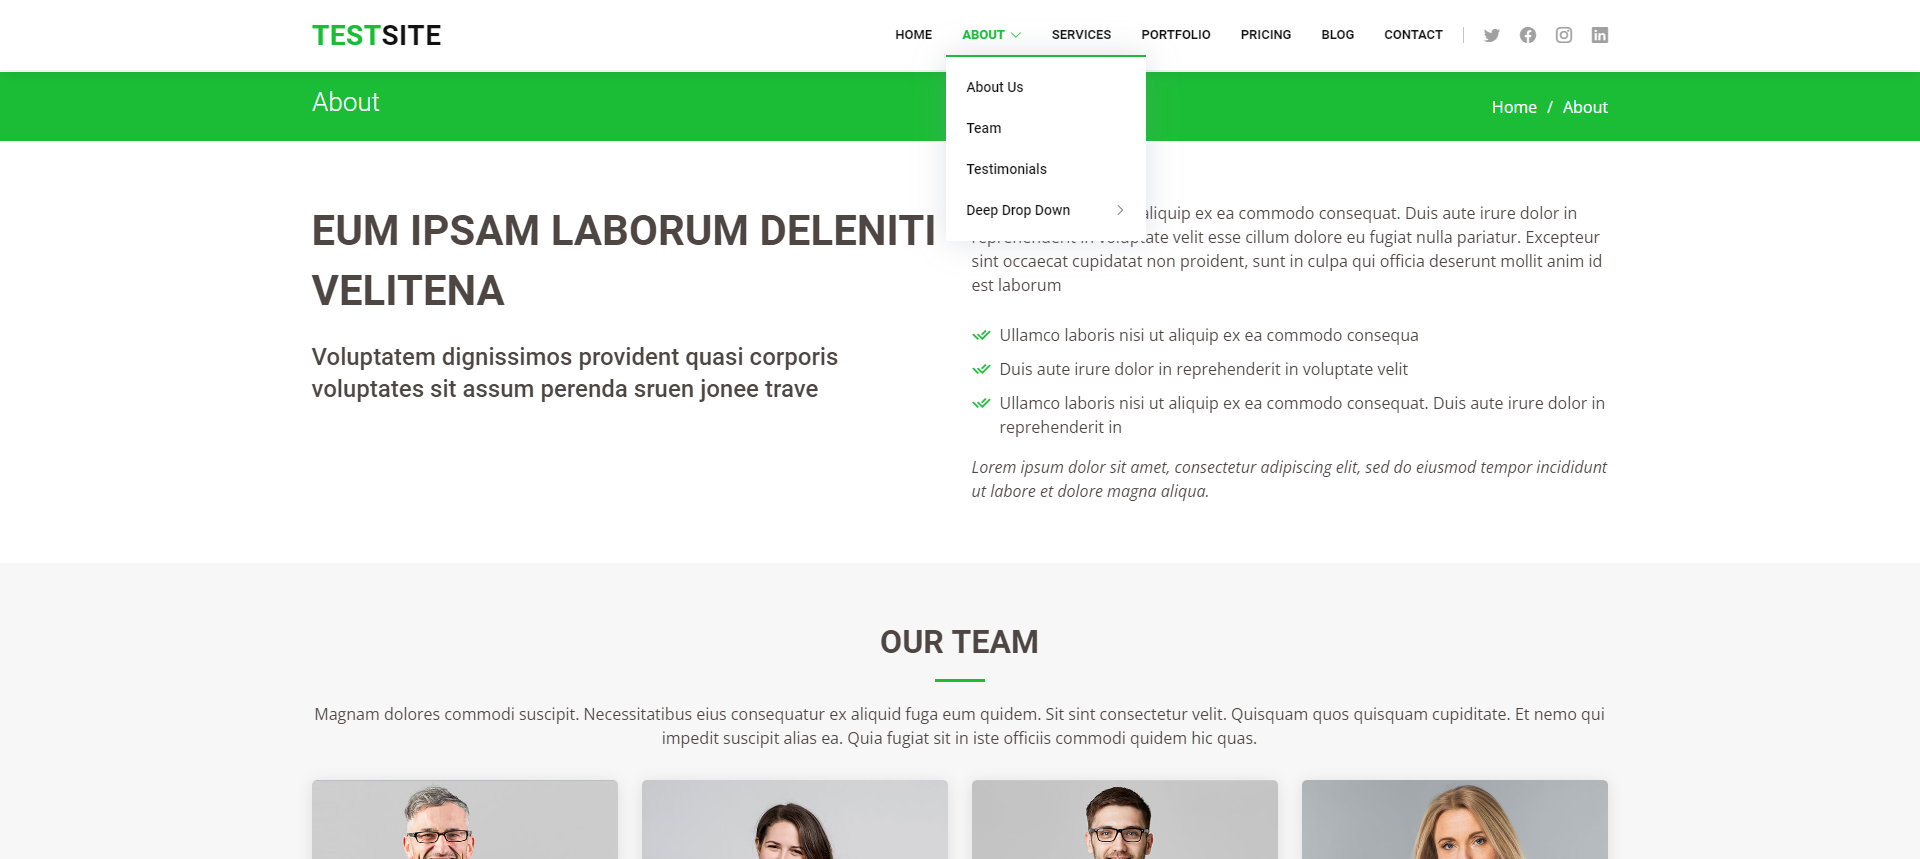 TESTSITE
HOME ABOUT SERVICES PORTFOLIO PRICING BLOG CONTACT
About Us
Team
Testimonials
Deep Drop Down
About
Home / About
EUM IPSAM LABORUM DELENITI
VELITENA
Voluptatem dignissimos provident quasi corporis
voluptates sit assum perenda sruen jonee trave
aliquip ex ea commodo consequat. Duis aute irure dolor in
reprehenderit in voluptate velit esse cillum dolore eu fugiat nulla pariatur. Excepteur
sint occaecat cupidatat non proident, sunt in culpa qui officia deserunt mollit anim id
est laborum
Ullamco laboris nisi ut aliquip ex ea commodo consequa
Duis aute irure dolor in reprehenderit in voluptate velit
Ullamco laboris nisi ut aliquip ex ea commodo consequat. Duis aute irure dolor in
reprehenderit in
Lorem ipsum dolor sit amet, consectetur adipiscing elit, sed do eiusmod tempor incididunt
ut labore et dolore magna aliqua.
OUR TEAM
Magnam dolores commodi suscipit. Necessitatibus eius consequatur ex aliquid fuga eum quidem. Sit sint consectetur velit. Quisquam quos quisquam cupiditate. Et nemo qui
impedit suscipit alias ea. Quia fugiat sit in iste officiis commodi quidem hic quas.